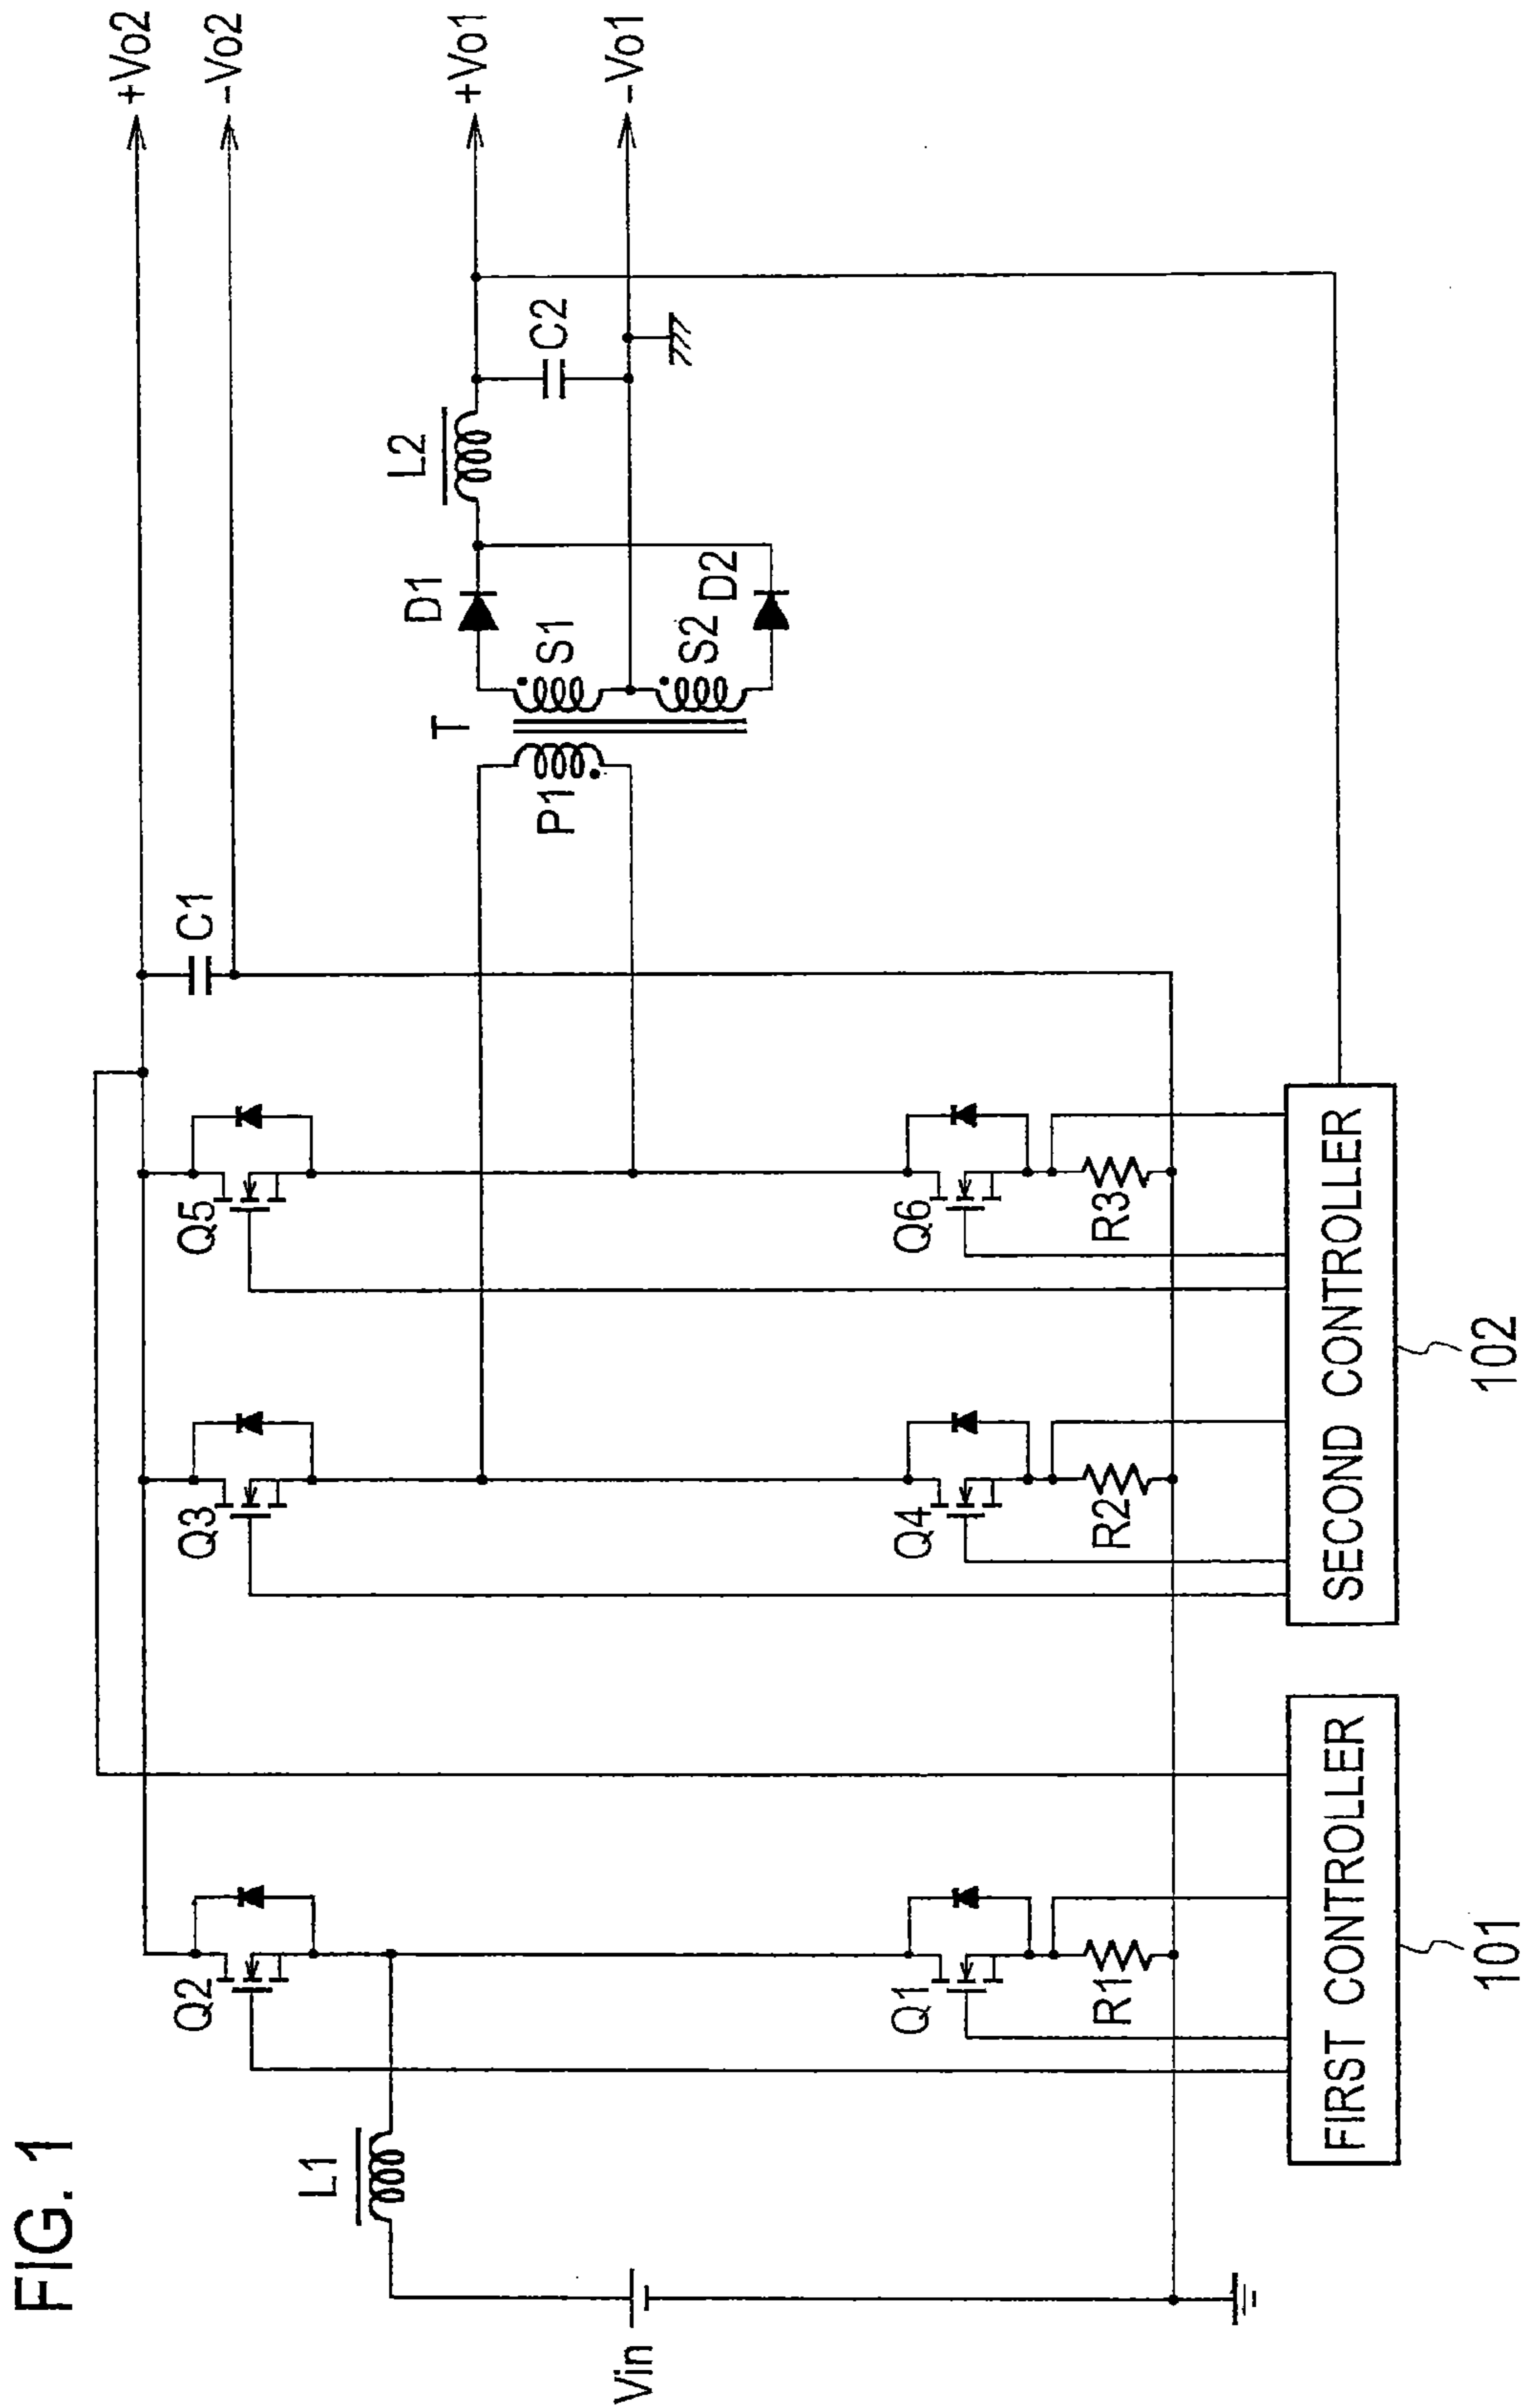 FIG. 1
+Vo2
-Vo2
+Vo1
-Vo1
C1
C2
L2
D1
D2
T
S1
S2
P1
Q2
Q3
Q5
L1
Vin
Q1
Q4
Q6
R1
R2
R3
FIRST CONTROLLER
SECOND CONTROLLER
101
102